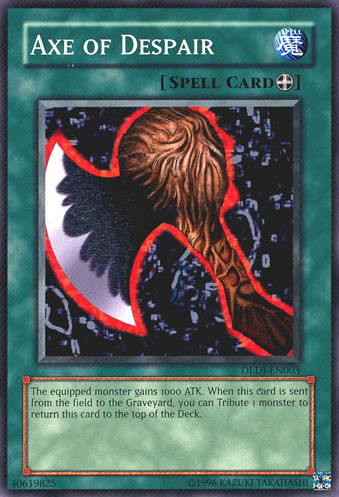 AXE OF DESPAIR
SPELL
魔
[SPELL CARD]
DLDI-EN003
The equipped monster gains 1000 ATK. When this card is sent
from the field to the Graveyard, you can Tribute 1 monster to
return this card to the top of the Deck.
40619825
©1996 KAZUKI TAKAHASHI